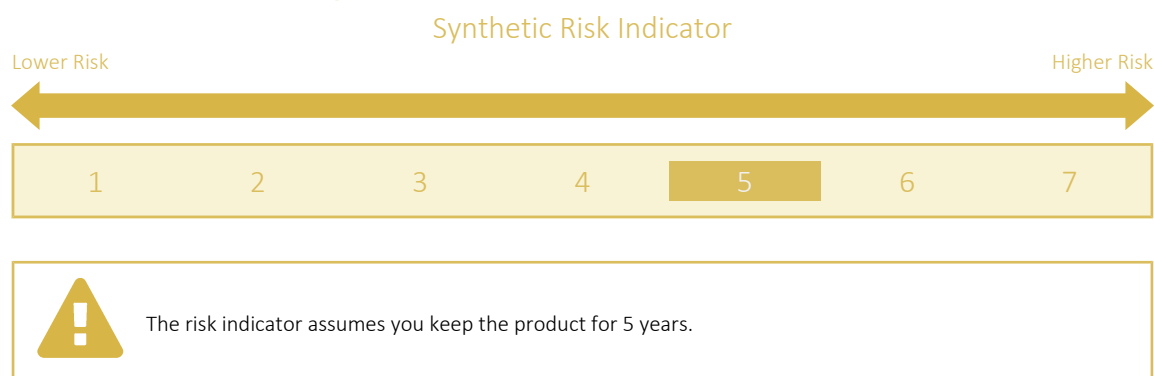 Synthetic Risk Indicator
Lower Risk Higher Risk
1 2 3 4 5 6 7
The risk indicator assumes you keep the product for 5 years.